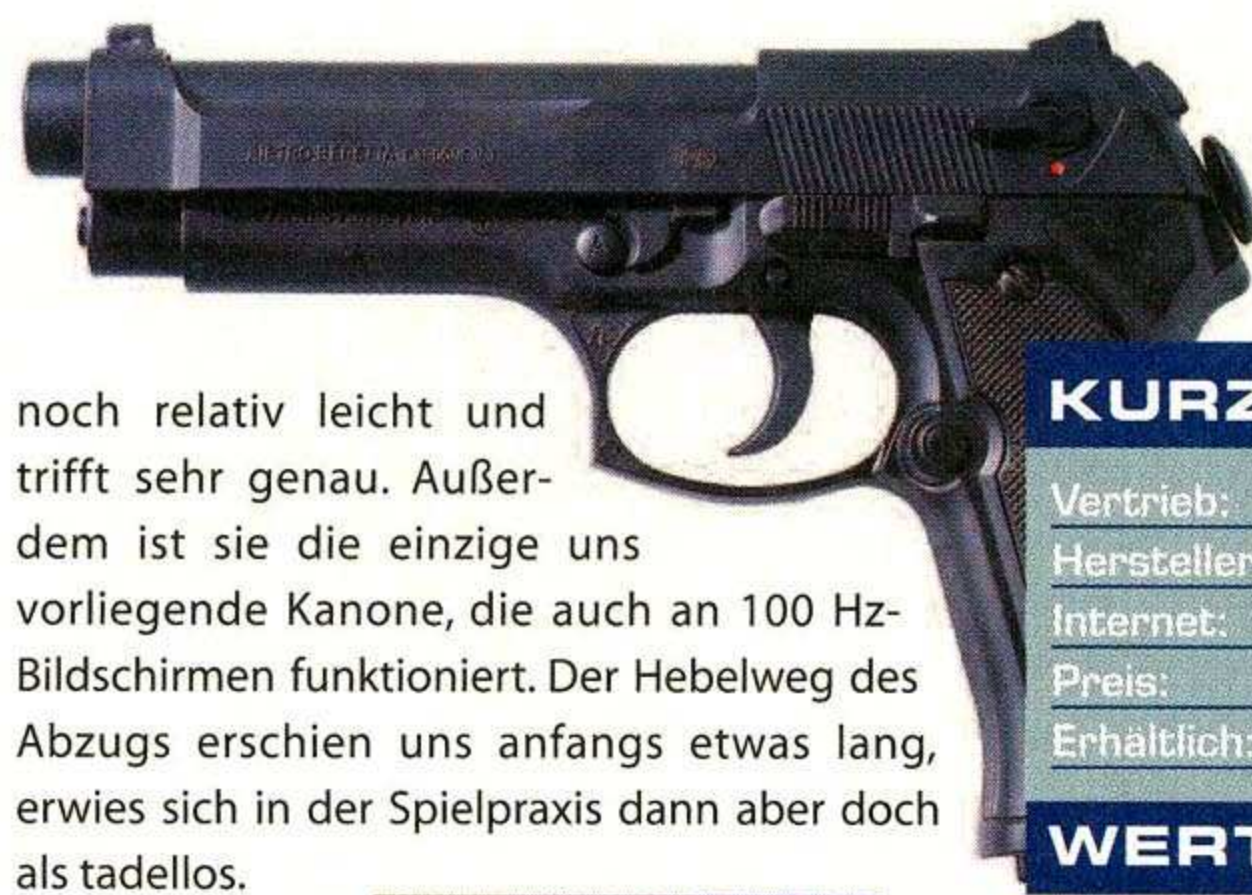 noch relativ leicht und
trifft sehr genau. Außer-
dem ist sie die einzige uns
vorliegende Kanone, die auch an 100 Hz-
Bildschirmen funktioniert. Der Hebelweg des
Abzugs erschien uns anfangs etwas lang,
erwies sich in der Spielpraxis dann aber doch
als tadellos.
KURZ
Vertrieb:
Hersteller
Internet:
Preis:
Erhältlich:
WERT